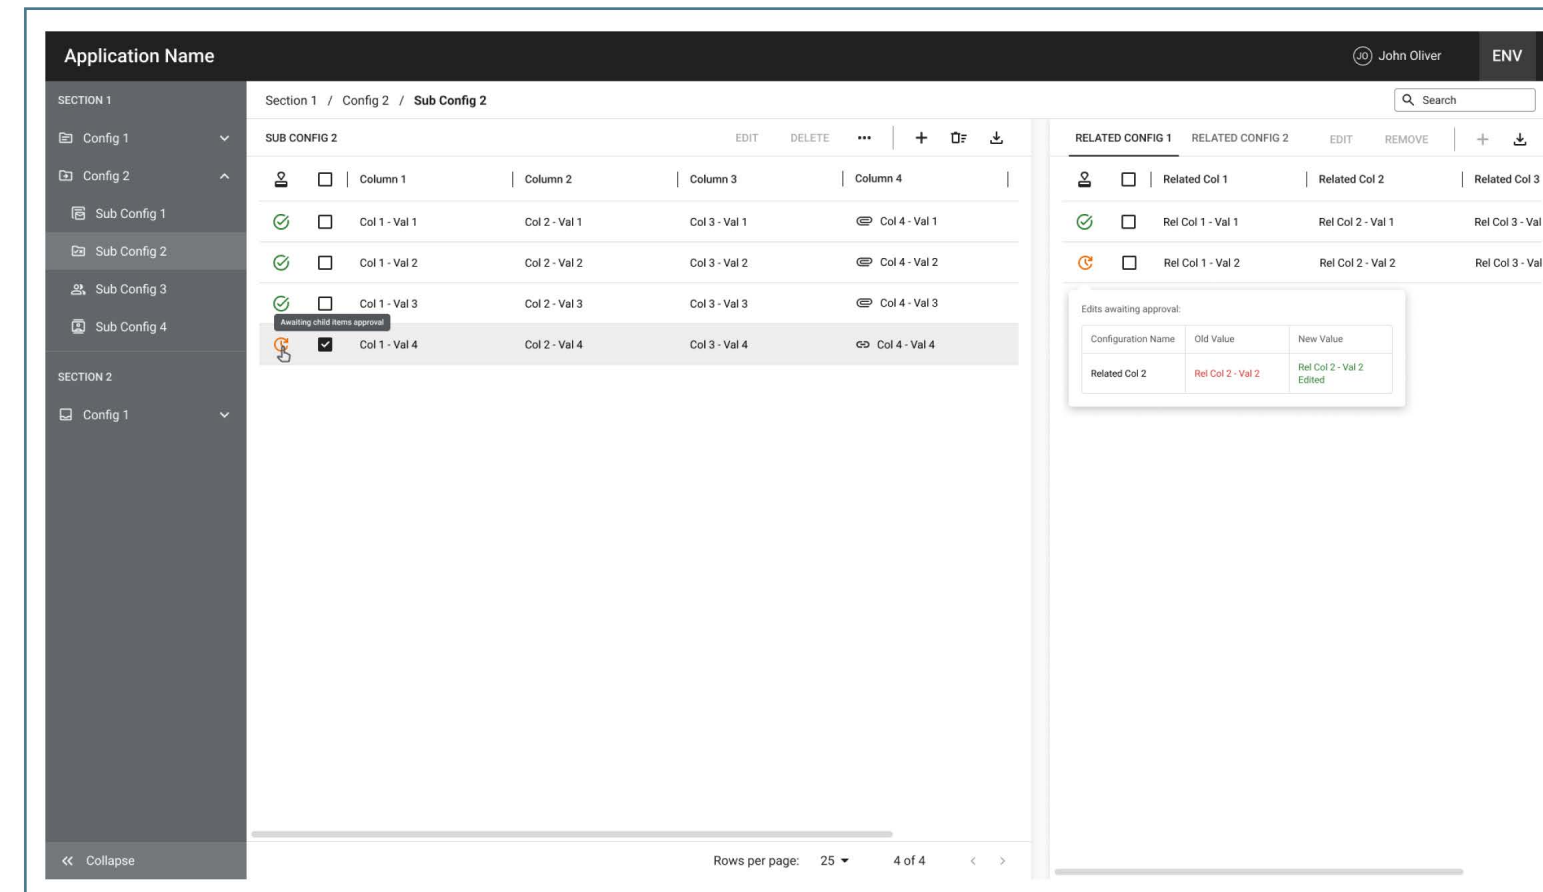 Application Name
JO John Oliver
ENV
SECTION 1
Config 1
Config 2
Sub Config 1
Sub Config 2
Sub Config 3
Sub Config 4
SECTION 2
Config 1
Collapse
Section 1 / Config 2 / Sub Config 2
Search
SUB CONFIG 2
EDIT DELETE
Column 1 Column 2 Column 3 Column 4
Col 1 - Val 1 Col 2 - Val 1 Col 3 - Val 1 Col 4 - Val 1
Col 1 - Val 2 Col 2 - Val 2 Col 3 - Val 2 Col 4 - Val 2
Col 1 - Val 3 Col 2 - Val 3 Col 3 - Val 3 Col 4 - Val 3
Awaiting child items approval
Col 1 - Val 4 Col 2 - Val 4 Col 3 - Val 4 Col 4 - Val 4
Rows per page: 25 4 of 4
RELATED CONFIG 1 RELATED CONFIG 2 EDIT REMOVE
Related Col 1 Related Col 2 Related Col 3
Rel Col 1 - Val 1 Rel Col 2 - Val 1 Rel Col 3 - Val
Rel Col 1 - Val 2 Rel Col 2 - Val 2 Rel Col 3 - Val
Edits awaiting approval:
Configuration Name Old Value New Value
Related Col 2 Rel Col 2 - Val 2 Rel Col 2 - Val 2
Edited